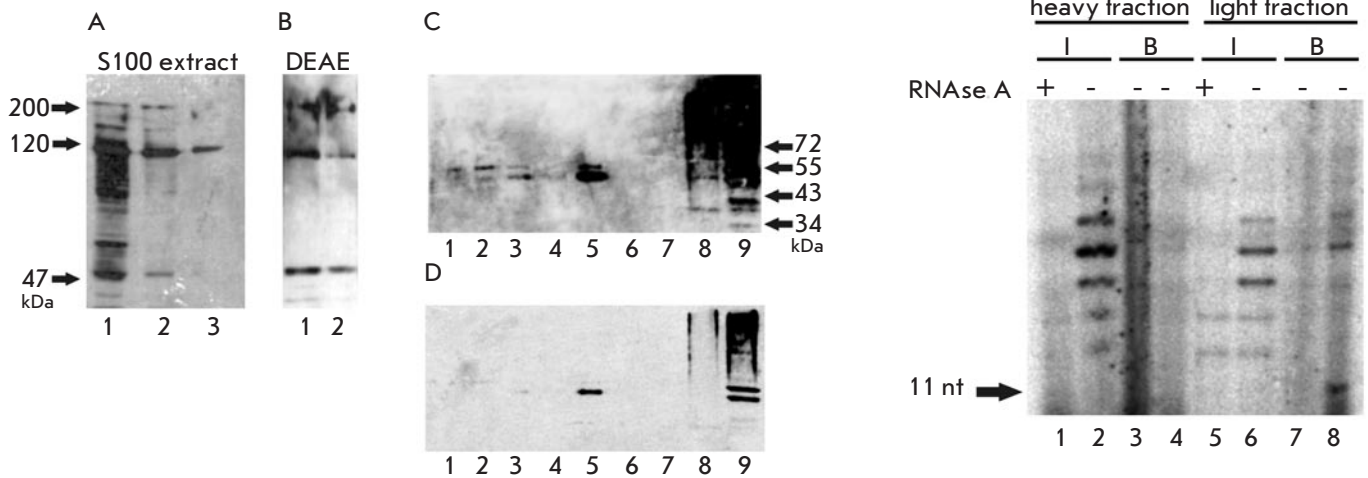 A
S100 extract
200
120
47
kDa
1 2 3
B
DEAE
1 2
C
72
55
43
34
kDa
1 2 3 4 5 6 7 8 9
D
1 2 3 4 5 6 7 8 9
heavy fraction light fraction
I B I B
RNAse A + - - - + - - -
11 nt
1 2 3 4 5 6 7 8